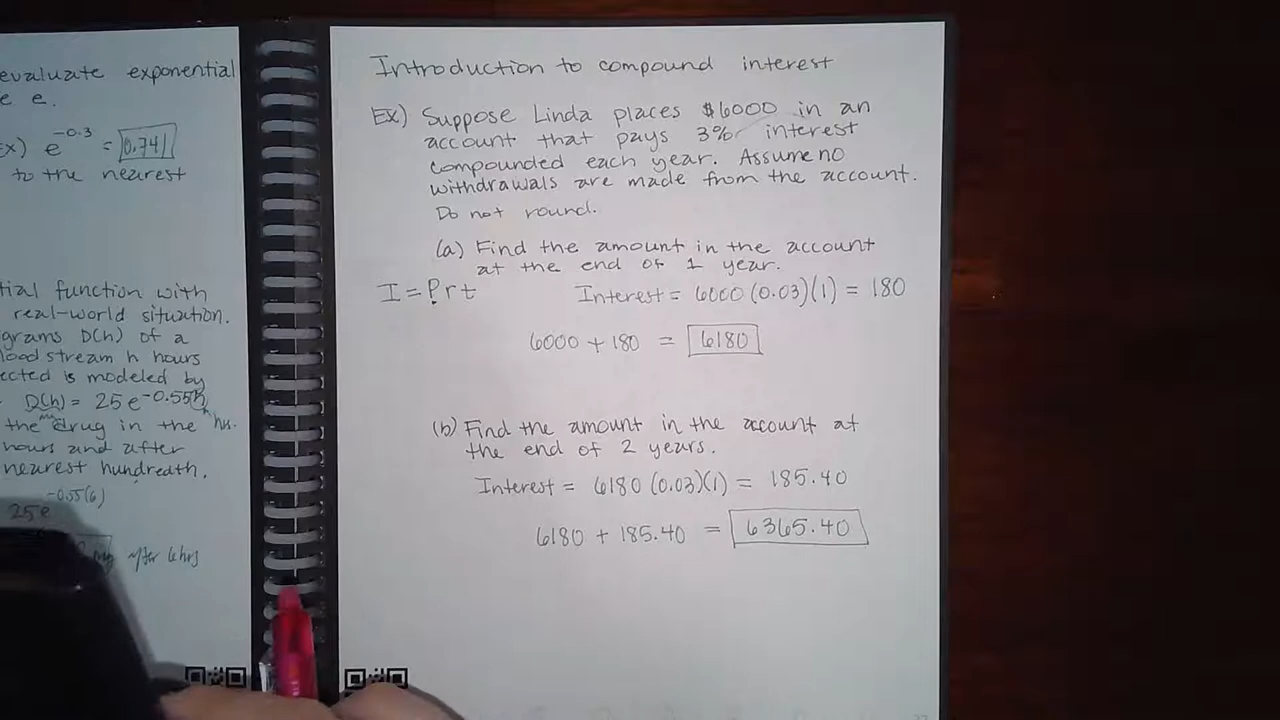 evaluate exponential
e e.
x) e^-0.3 = 0.741
to the nearest
tial function with
real-world situation.
grams D(h) of a
lood stream h hours
ected is modeled by
D(h) = 25e^-0.55h
the drug in the hrs.
hours and after
nearest hundredth.
25e^-0.55(6)
mg after 6hrs
Introduction to compound interest
Ex) Suppose Linda places $6000 in an
account that pays 3% interest
compounded each year. Assume no
withdrawals are made from the account.
Do not round.
(a) Find the amount in the account
at the end of 1 year.
I = Prt Interest = 6000 (0.03)(1) = 180
6000 + 180 = 6180
(b) Find the amount in the account at
the end of 2 years.
Interest = 6180 (0.03)(1) = 185.40
6180 + 185.40 = 6365.40